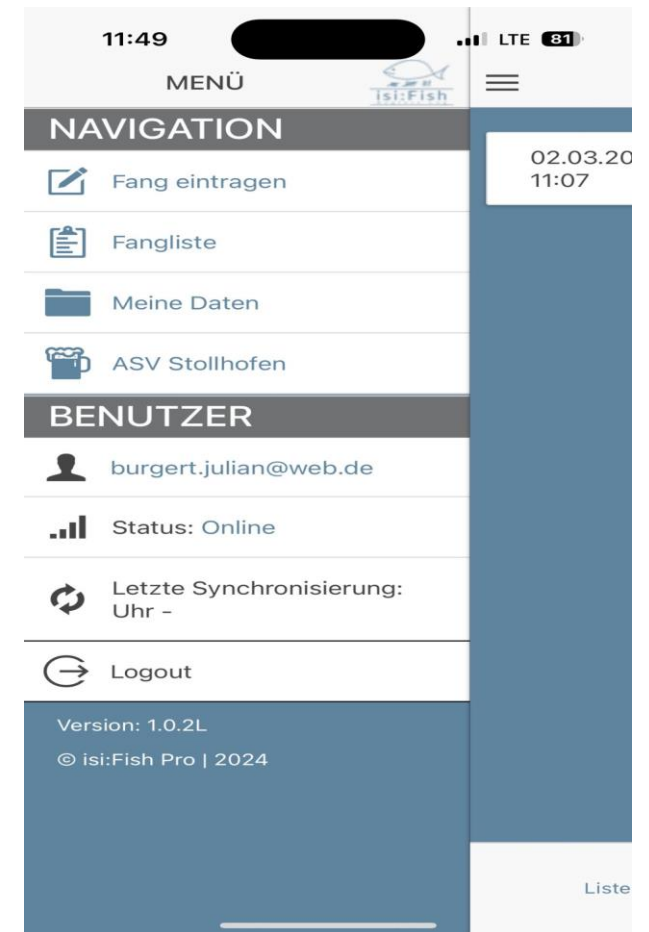 11:49
LTE 81
MENÜ
isi:Fish
NAVIGATION
02.03.20
11:07
Fang eintragen
Fangliste
Meine Daten
ASV Stollhofen
BENUTZER
burgert.julian@web.de
Status: Online
Letzte Synchronisierung:
Uhr –
Logout
Version: 1.0.2L
© isi:Fish Pro | 2024
Liste